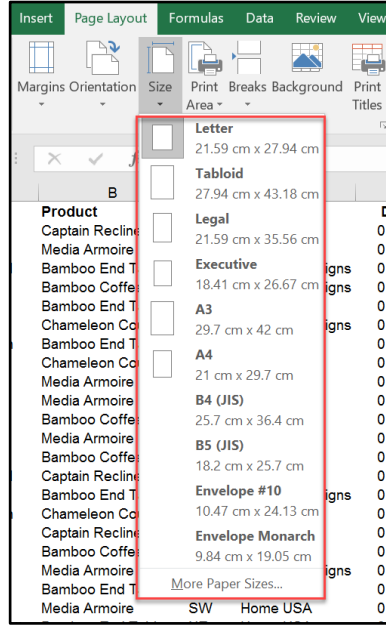 Insert Page Layout Formulas Data Review View
Margins Orientation Size Print Area Breaks Background Print Titles
B
Letter
21.59 cm x 27.94 cm
Tabloid
27.94 cm x 43.18 cm
Legal
21.59 cm x 35.56 cm
Executive
18.41 cm x 26.67 cm
A3
29.7 cm x 42 cm
A4
21 cm x 29.7 cm
B4 (JIS)
25.7 cm x 36.4 cm
B5 (JIS)
18.2 cm x 25.7 cm
Envelope #10
10.47 cm x 24.13 cm
Envelope Monarch
9.84 cm x 19.05 cm
More Paper Sizes...
Product
Captain Recline
Media Armoire
Bamboo End T igns
Bamboo Coffe igns
Bamboo End T
Chameleon Co igns
Bamboo End T
Chameleon Co
Media Armoire
Bamboo Coffe
Media Armoire
Bamboo Coffe
Captain Recline
Bamboo End T igns
Chameleon Co
Captain Recline
Bamboo Coffe
Media Armoire igns
Bamboo End T
Media Armoire SW Home USA